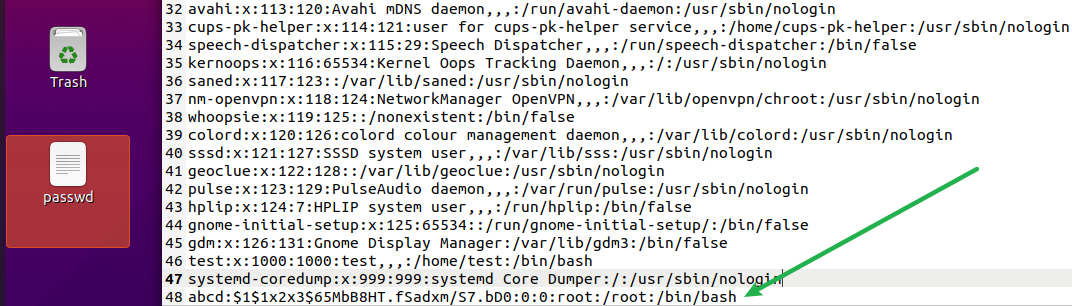 Trash
passwd
32 avahi:x:113:120:Avahi mDNS daemon,,,:/run/avahi-daemon:/usr/sbin/nologin
33 cups-pk-helper:x:114:121:user for cups-pk-helper service,,,:/home/cups-pk-helper:/usr/sbin/nologin
34 speech-dispatcher:x:115:29:Speech Dispatcher,,,:/run/speech-dispatcher:/bin/false
35 kernoops:x:116:65534:Kernel Oops Tracking Daemon,,,:/:/usr/sbin/nologin
36 saned:x:117:123::/var/lib/saned:/usr/sbin/nologin
37 nm-openvpn:x:118:124:NetworkManager OpenVPN,,,:/var/lib/openvpn/chroot:/usr/sbin/nologin
38 whoopsie:x:119:125::/nonexistent:/bin/false
39 colord:x:120:126:colord colour management daemon,,,:/var/lib/colord:/usr/sbin/nologin
40 sssd:x:121:127:SSSD system user,,,:/var/lib/sss:/usr/sbin/nologin
41 geoclue:x:122:128::/var/lib/geoclue:/usr/sbin/nologin
42 pulse:x:123:129:PulseAudio daemon,,,:/var/run/pulse:/usr/sbin/nologin
43 hplip:x:124:7:HPLIP system user,,,:/run/hplip:/bin/false
44 gnome-initial-setup:x:125:65534::/run/gnome-initial-setup/:/bin/false
45 gdm:x:126:131:Gnome Display Manager:/var/lib/gdm3:/bin/false
46 test:x:1000:1000:test,,,:/home/test:/bin/bash
47 systemd-coredump:x:999:999:systemd Core Dumper:/:/usr/sbin/nologin
48 abcd:$1$1x2x3$65MbB8HT.fSadxm/S7.bD0:0:0:root:/root:/bin/bash